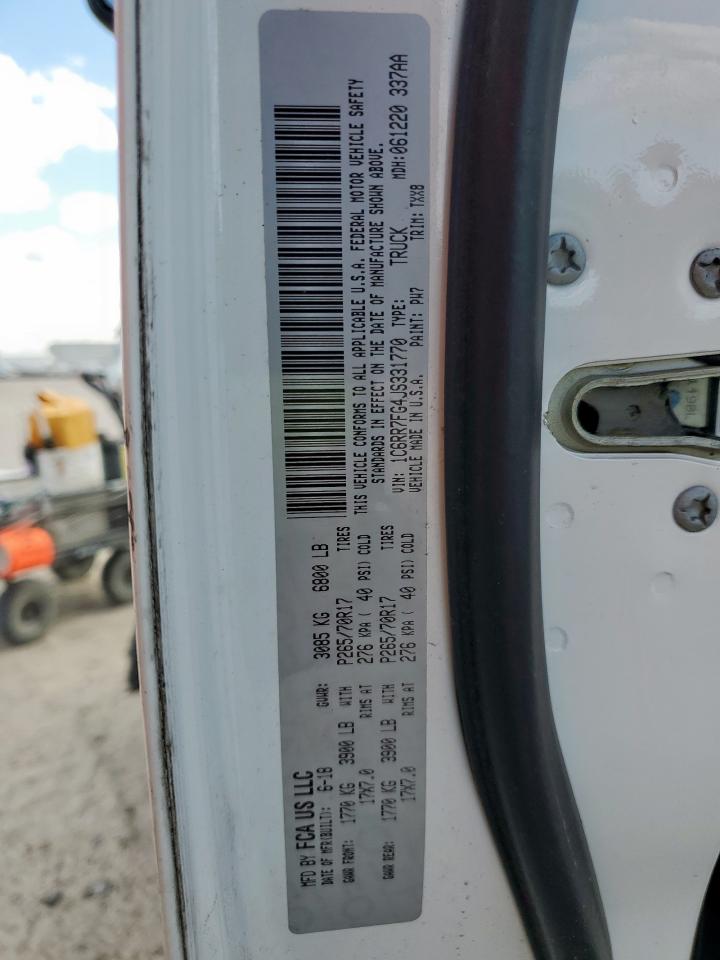 MFD BY FCA US LLC
DATE OF MFR(BUILT): 6-18 GVWR: 3085 KG 6800 LB
GAWR FRONT: 1770 KG 3900 LB WITH P265/70R17 TIRES
17X7.0 RIMS AT 276 KPA ( 40 PSI) COLD
GAWR REAR: 1770 KG 3900 LB WITH P265/70R17 TIRES
17X7.0 RIMS AT 276 KPA ( 40 PSI) COLD
THIS VEHICLE CONFORMS TO ALL APPLICABLE U.S.A. FEDERAL MOTOR VEHICLE SAFETY
STANDARDS IN EFFECT ON THE DATE OF MANUFACTURE SHOWN ABOVE.
VIN: 1C6RR7FG4JS331770 TYPE: TRUCK MDH:061220 337AA
VEHICLE MADE IN U.S.A. PAINT: PW7 TRIM: TXX8